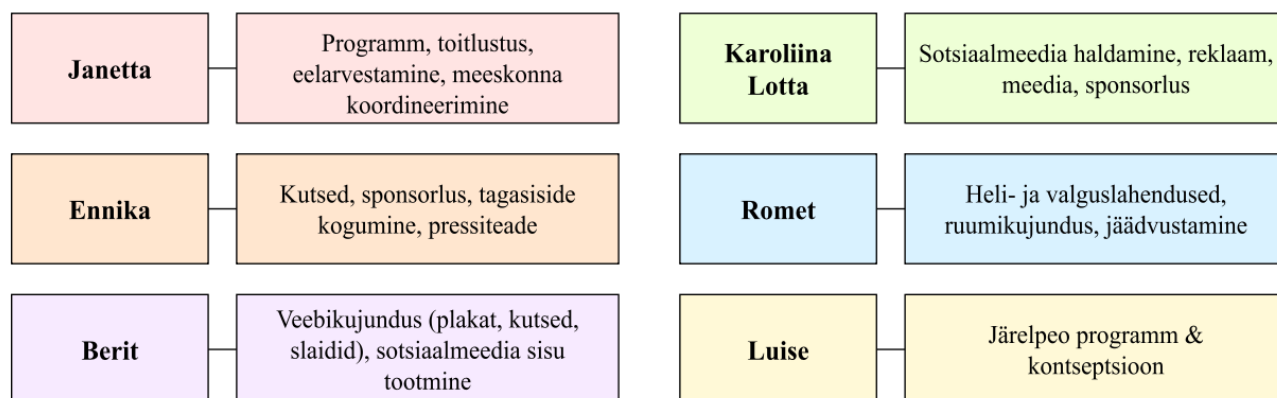 Janetta
Programm, toitlustus,
eelarvestamine, meeskonna
koordineerimine
Karoliina
Lotta
Sotsiaalmeedia haldamine, reklaam,
meedia, sponsorlus
Ennika
Kutsed, sponsorlus, tagasiside
kogumine, pressiteade
Romet
Heli- ja valguslahendused,
ruumikujundus, jäädvustamine
Berit
Veebikujundus (plakat, kutsed,
slaidid), sotsiaalmeedia sisu
tootmine
Luise
Järelpeo programm &
kontseptsioon